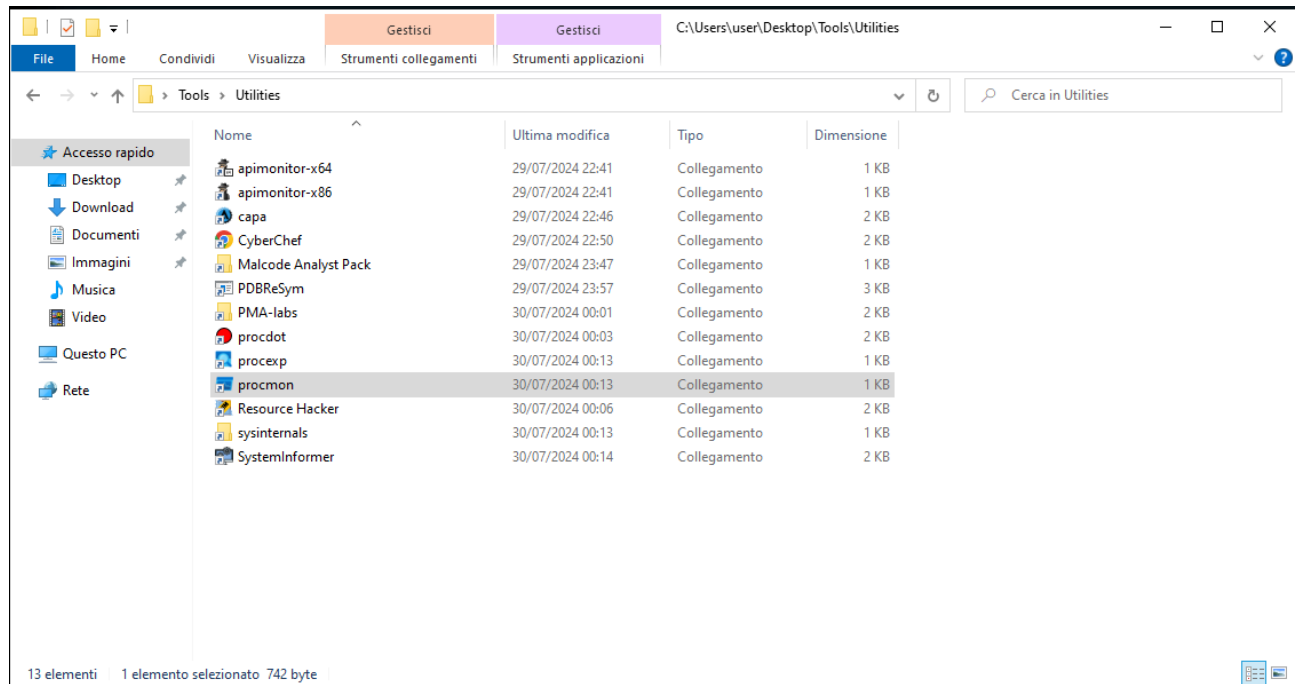 Gestisci Gestisci C:\Users\user\Desktop\Tools\Utilities
File Home Condividi Visualizza Strumenti collegamenti Strumenti applicazioni
Tools > Utilities Cerca in Utilities
Nome Ultima modifica Tipo Dimensione
Accesso rapido
Desktop
Download
Documenti
Immagini
Musica
Video
Questo PC
Rete
apimonitor-x64 29/07/2024 22:41 Collegamento 1 KB
apimonitor-x86 29/07/2024 22:41 Collegamento 1 KB
capa 29/07/2024 22:46 Collegamento 2 KB
CyberChef 29/07/2024 22:50 Collegamento 2 KB
Malcode Analyst Pack 29/07/2024 23:47 Collegamento 1 KB
PDBReSym 29/07/2024 23:57 Collegamento 3 KB
PMA-labs 30/07/2024 00:01 Collegamento 2 KB
procdot 30/07/2024 00:03 Collegamento 2 KB
procexp 30/07/2024 00:13 Collegamento 1 KB
procmon 30/07/2024 00:13 Collegamento 1 KB
Resource Hacker 30/07/2024 00:06 Collegamento 2 KB
sysinternals 30/07/2024 00:13 Collegamento 1 KB
SystemInformer 30/07/2024 00:14 Collegamento 2 KB
13 elementi 1 elemento selezionato 742 byte